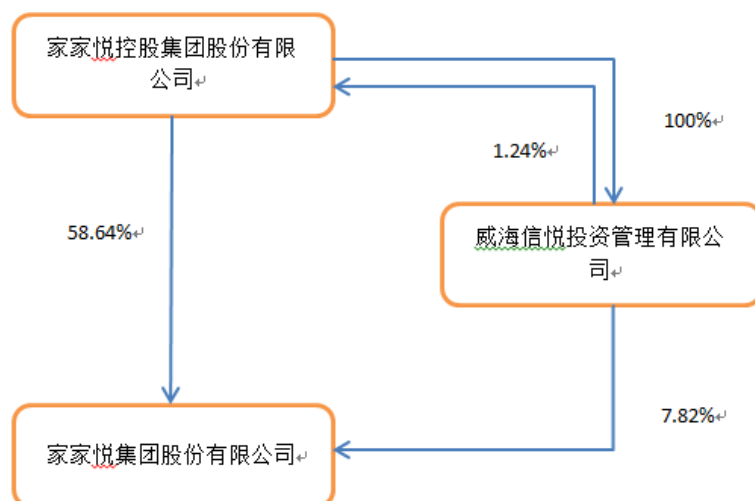 家家悦控股集团股份有限
公司
100%
1.24%
58.64%
威海信悦投资管理有限公
司
7.82%
家家悦集团股份有限公司